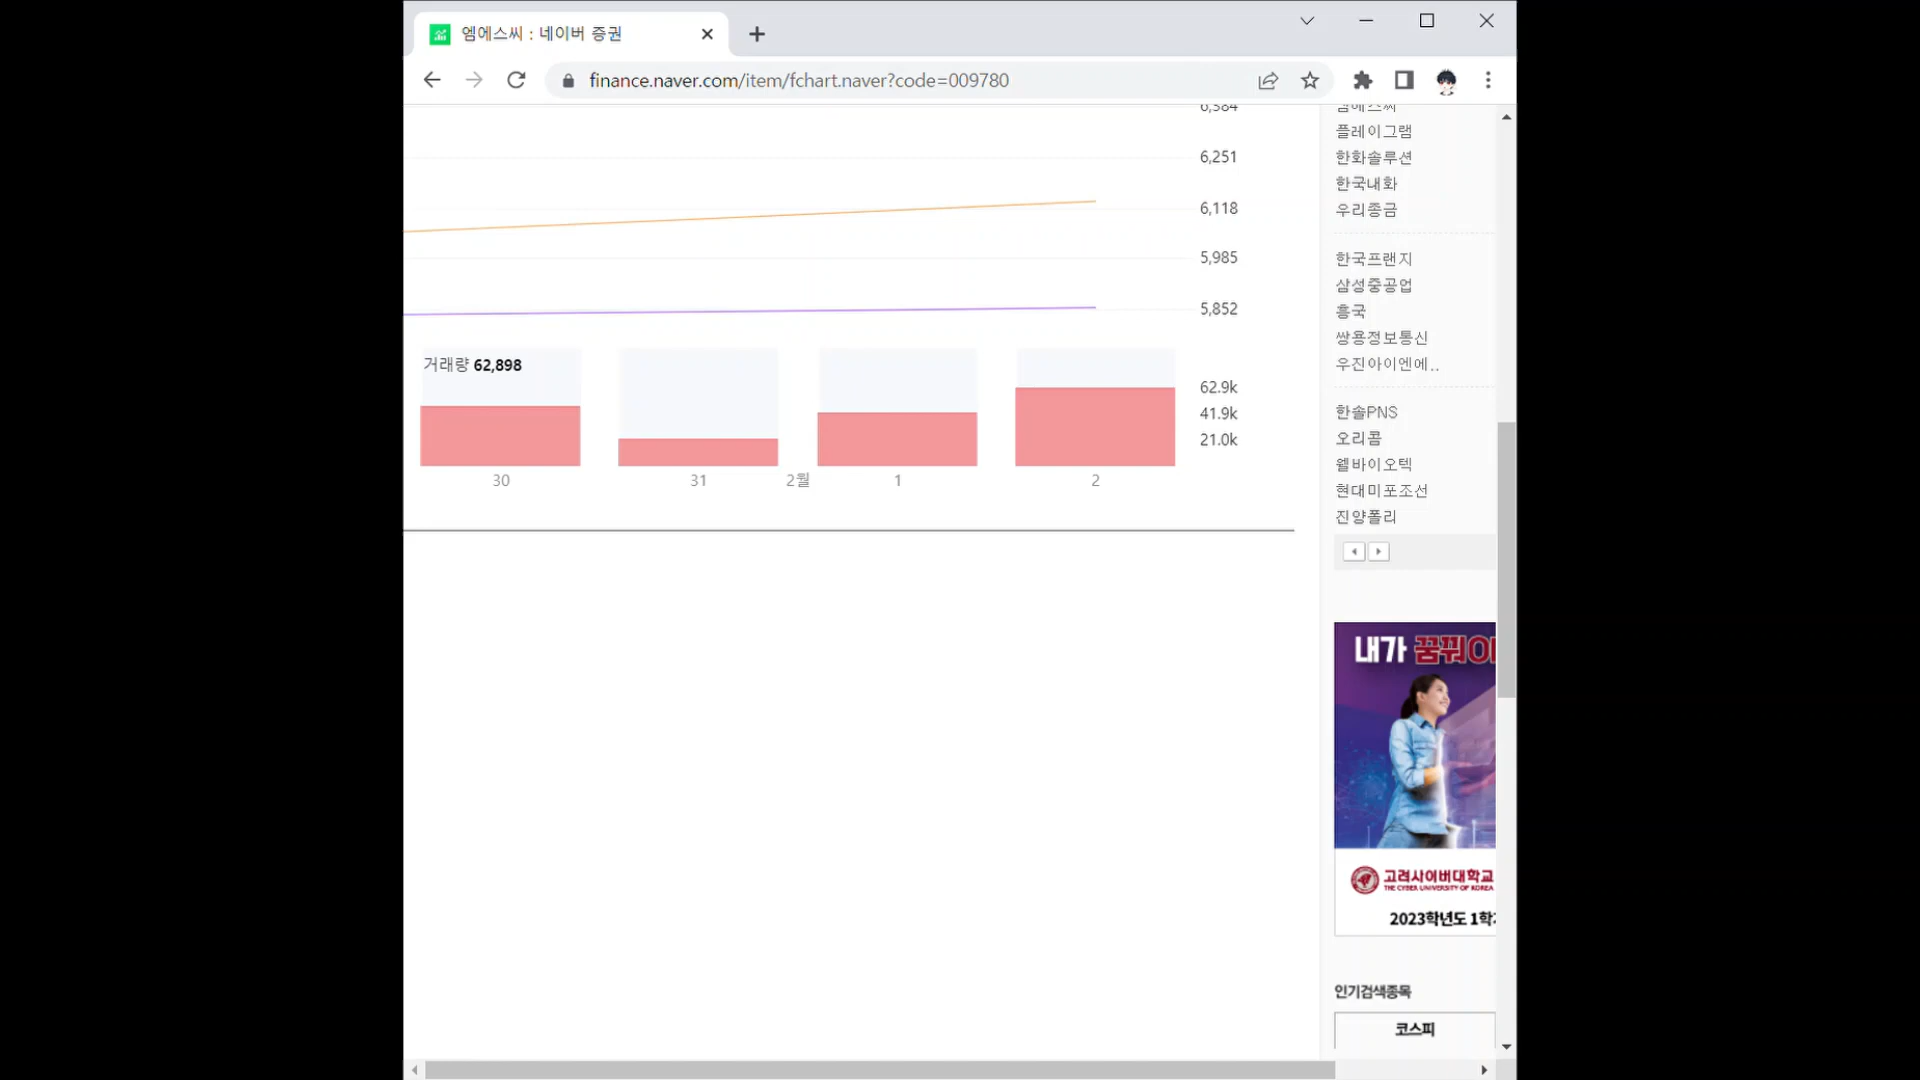 엠에스씨 : 네이버 증권
finance.naver.com/item/fchart.naver?code=009780
6,384
6,251
6,118
5,985
5,852
거래량 62,898
62.9k
41.9k
21.0k
30
31
2월
1
2
엠에스씨
플레이그램
한화솔루션
한국내화
우리종금
한국프랜지
삼성중공업
흥국
쌍용정보통신
우진아이엔에..
한솔PNS
오리콤
웰바이오텍
현대미포조선
진양폴리
내가 꿈꿔
고려사이버대학교
THE CYBER UNIVERSITY OF KOREA
2023학년도 1학
인기검색종목
코스피